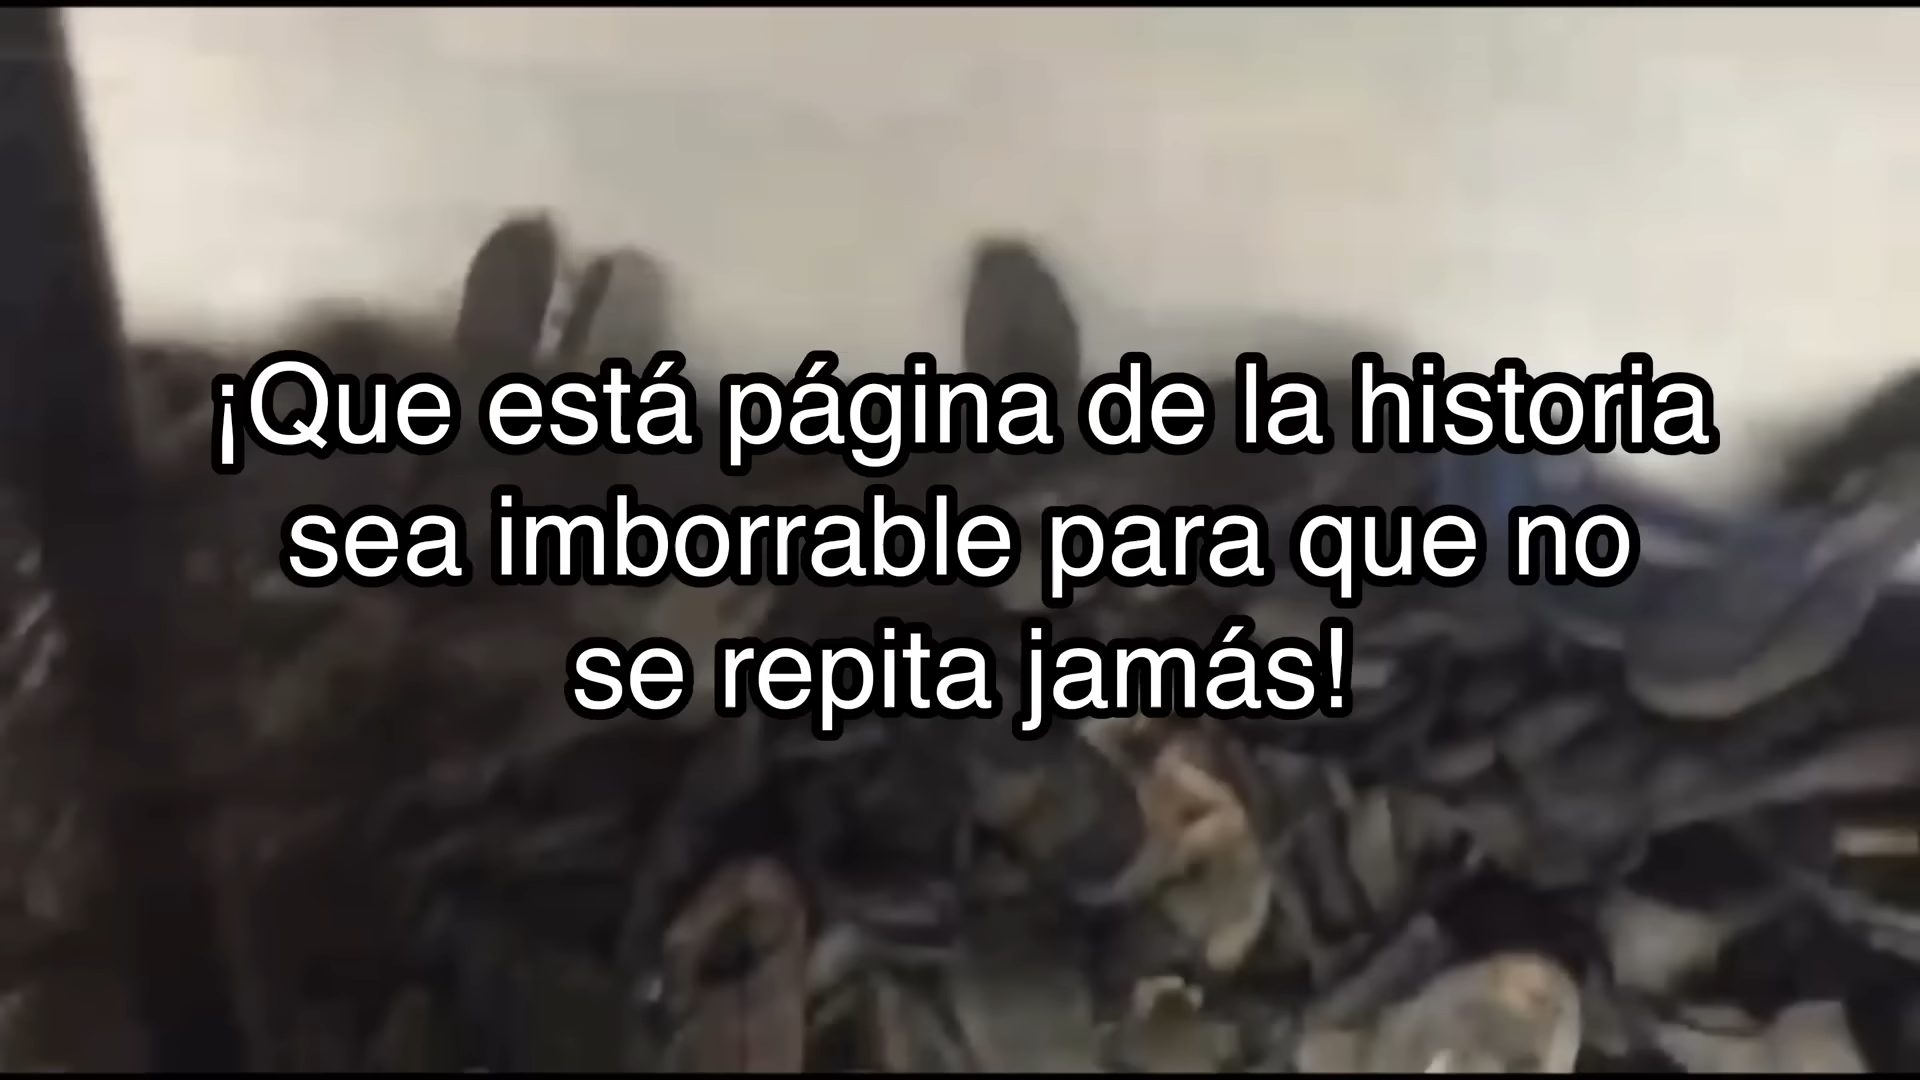 ¡Que está página de la historia
sea imborrable para que no
se repita jamás!